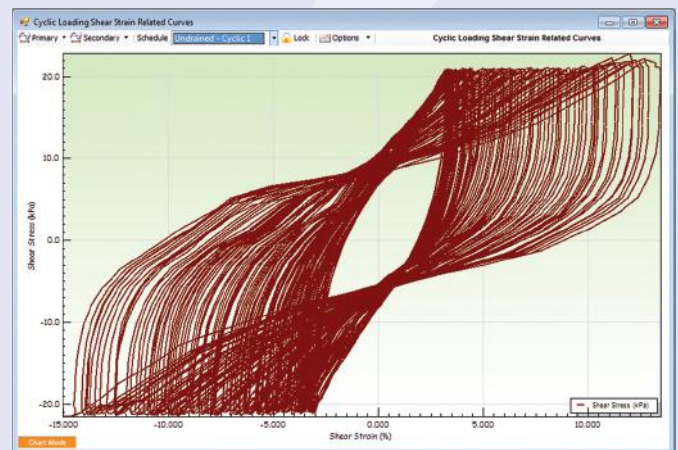 Cyclic Loading Shear Strain Related Curves
Primary Secondary Schedule Undrained - Cyclic 1 Lock Options Cyclic Loading Shear Strain Related Curves
20.0
10.0
0.0
-10.0
-20.0
Shear Stress (kPa)
-15.000 -10.000 -5.000 0.000 5.000 10.000
Shear Strain (%)
Shear Stress (kPa)
Chart Mode